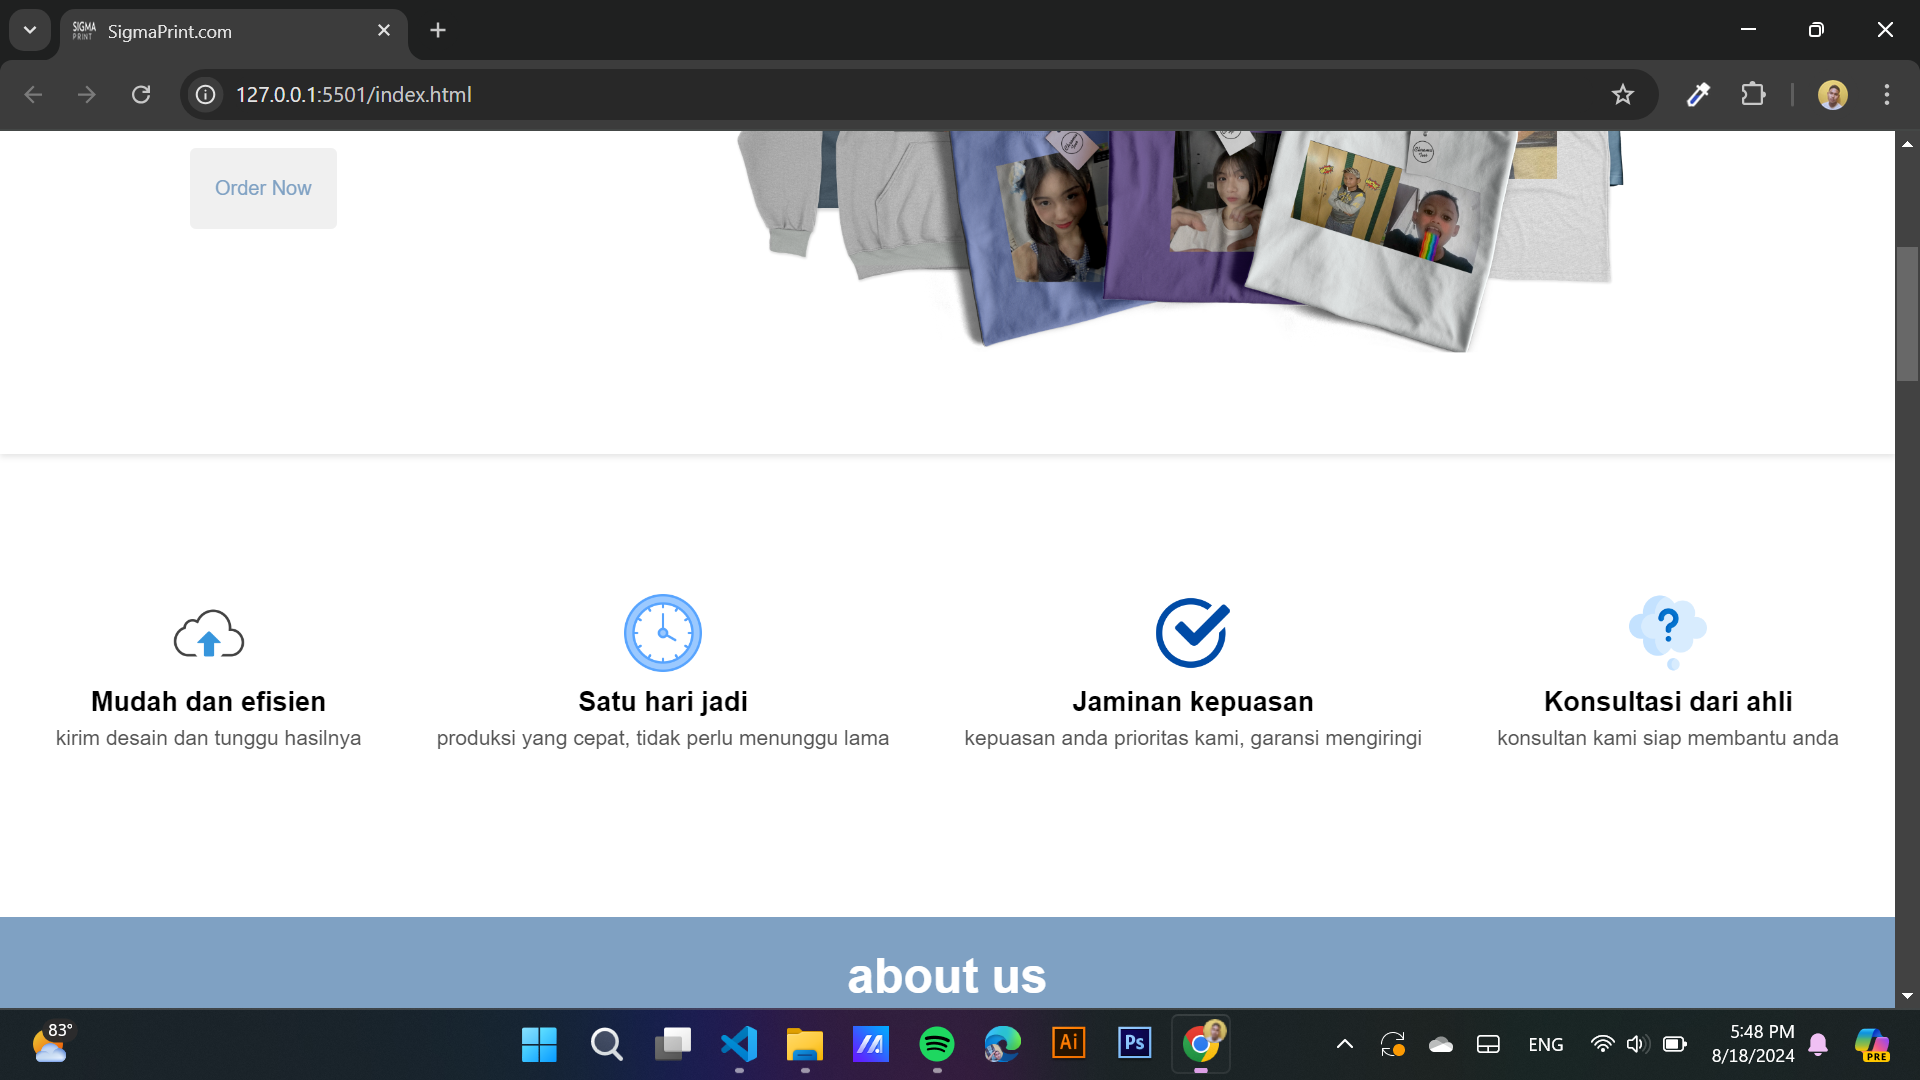 SIGMA
PRINT
SigmaPrint.com
127.0.0.1:5501/index.html
Order Now
?
Mudah dan efisien
kirim desain dan tunggu hasilnya
Satu hari jadi
produksi yang cepat, tidak perlu menunggu lama
Jaminan kepuasan
kepuasan anda prioritas kami, garansi mengiringi
Konsultasi dari ahli
konsultan kami siap membantu anda
about us
83°
Ai
Ps
ENG
5:48 PM
8/18/2024
PRE